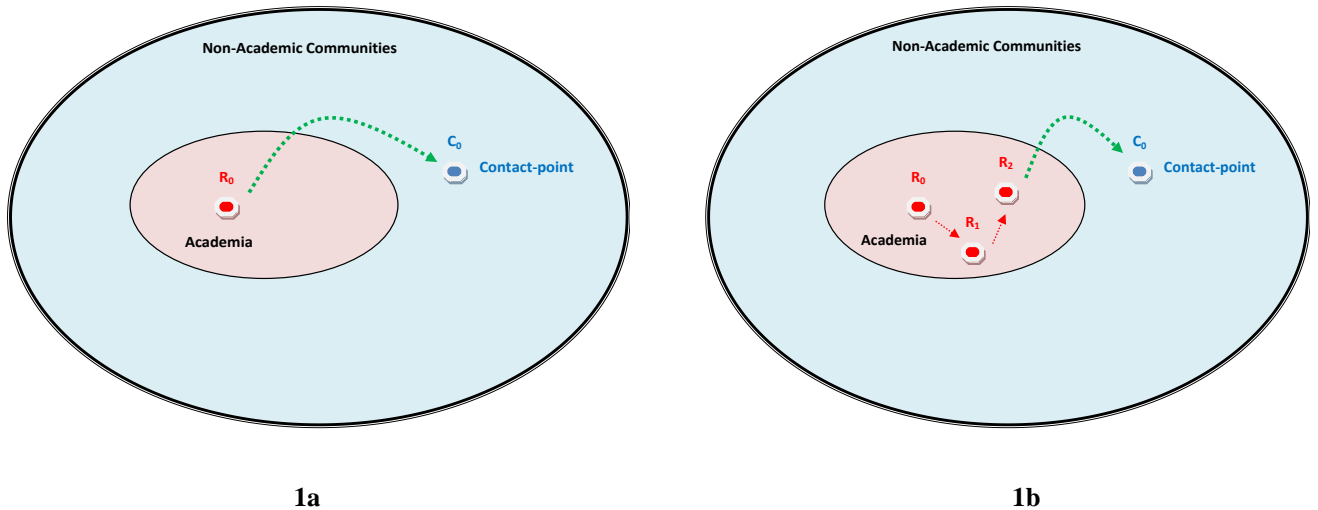 Non-Academic Communities
C₀
Contact-point
R₀
Academia
1a
Non-Academic Communities
C₀
Contact-point
R₂
R₀
R₁
Academia
1b